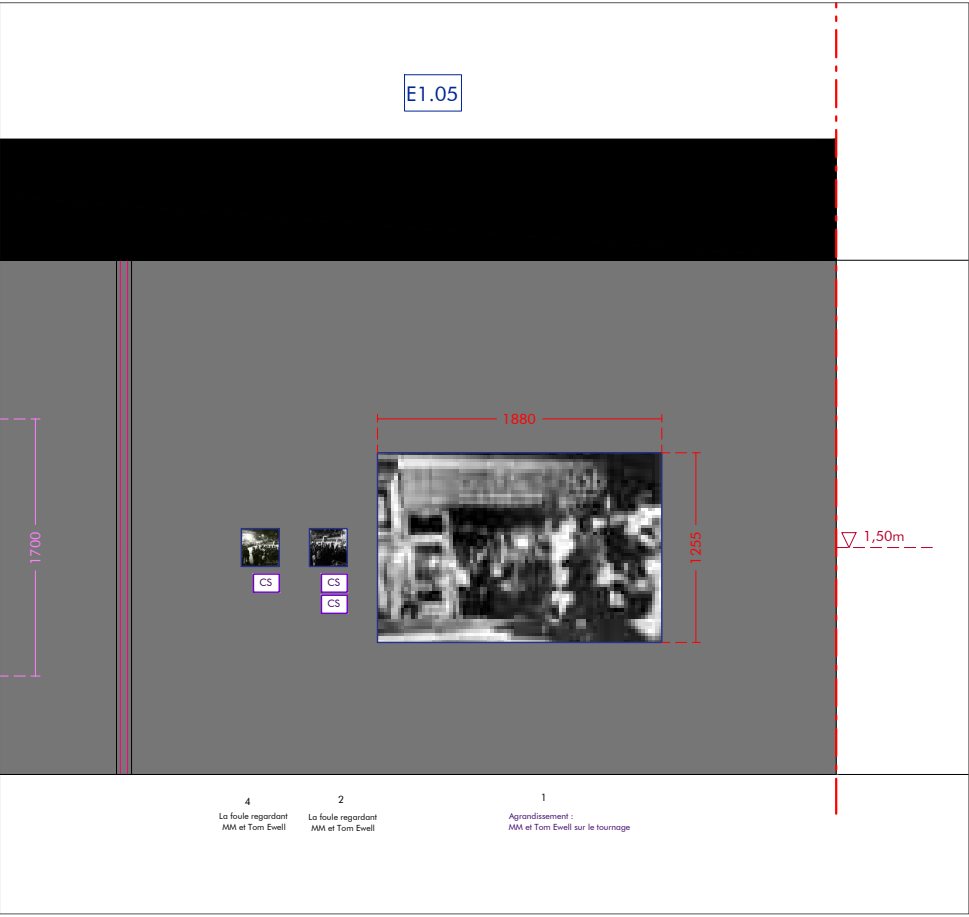 E1.05
1880
1700
1255
1,50m
CS
CS
CS
4
La foule regardant
MM et Tom Ewell
2
La foule regardant
MM et Tom Ewell
1
Agrandissement :
MM et Tom Ewell sur le tournage